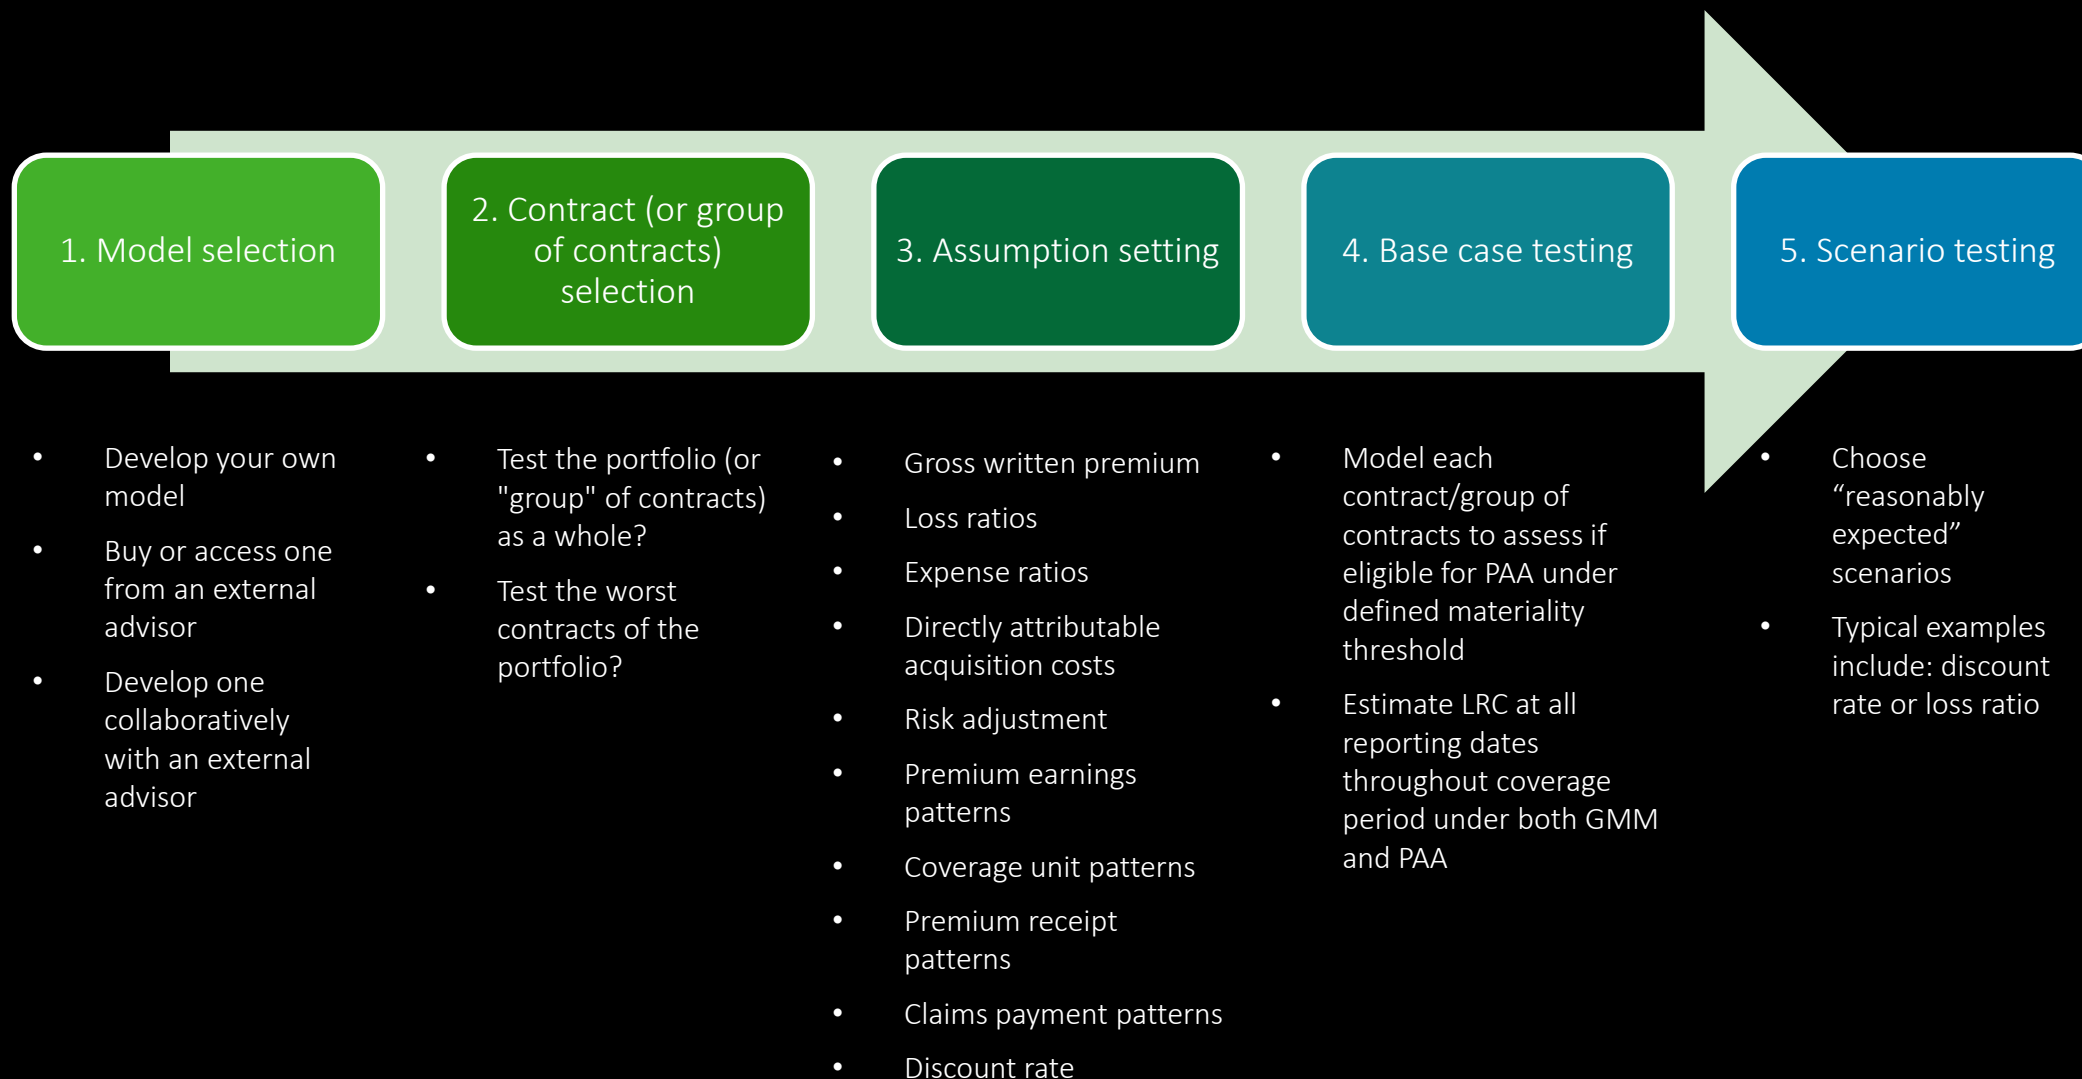 1. Model selection
2. Contract (or group
of contracts)
selection
3. Assumption setting
4. Base case testing
5. Scenario testing
• Develop your own
model
• Buy or access one
from an external
advisor
• Develop one
collaboratively
with an external
advisor
• Test the portfolio (or
"group" of contracts)
as a whole?
• Test the worst
contracts of the
portfolio?
• Gross written premium
• Loss ratios
• Expense ratios
• Directly attributable
acquisition costs
• Risk adjustment
• Premium earnings
patterns
• Coverage unit patterns
• Premium receipt
patterns
• Claims payment patterns
• Discount rate
• Model each
contract/group of
contracts to assess if
eligible for PAA under
defined materiality
threshold
• Estimate LRC at all
reporting dates
throughout coverage
period under both GMM
and PAA
• Choose
“reasonably
expected”
scenarios
• Typical examples
include: discount
rate or loss ratio